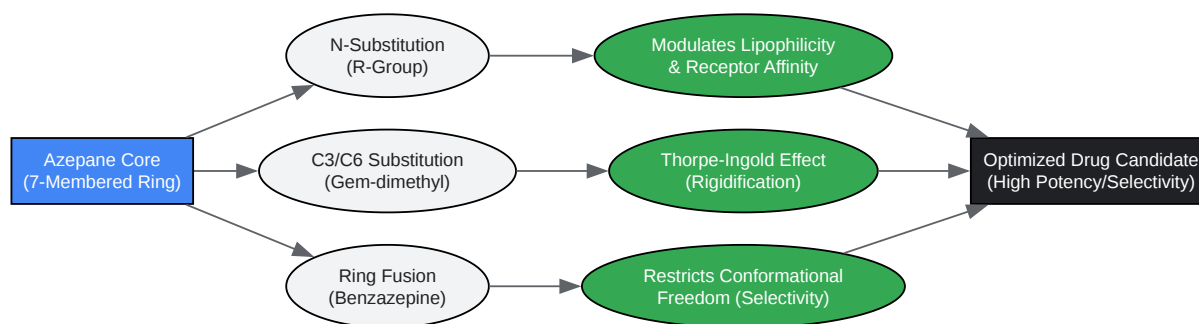 N-Substitution
(R-Group)
Modulates Lipophilicity
& Receptor Affinity
Azepane Core
(7-Membered Ring)
C3/C6 Substitution
(Gem-dimethyl)
Thorpe-Ingold Effect
(Rigidification)
Optimized Drug Candidate
(High Potency/Selectivity)
Ring Fusion
(Benzazepine)
Restricts Conformational
Freedom (Selectivity)